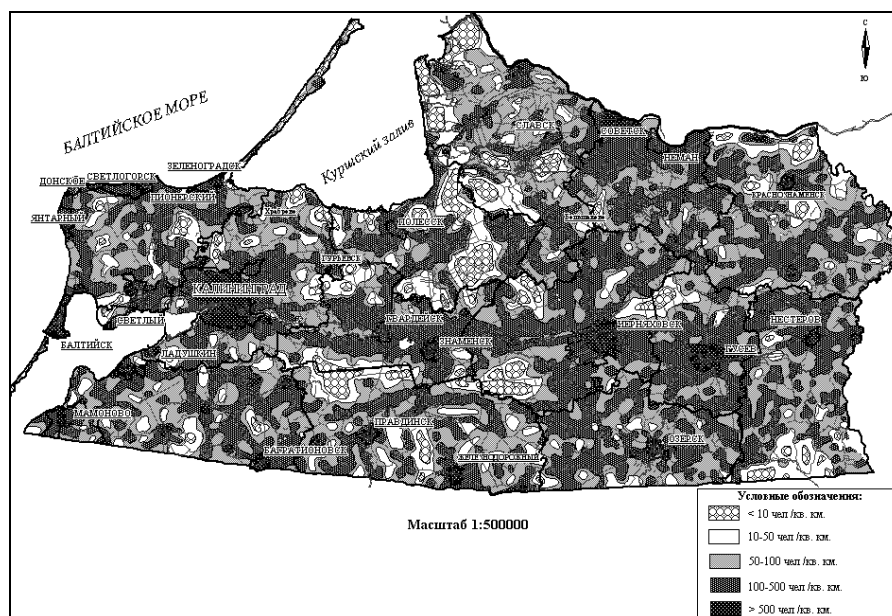 С
Ю
БАЛТИЙСКОЕ МОРЕ
Куршский залив
СЛАВСК
СОВЕТСК
НЕМАН
ЗЕЛЕНОГРАДСК
СВЕТЛОГОРСК
ДОНСКОЕ
ПИОНЕРСКИЙ
КРАСНОЗНАМЕНСК
ЯНТАРНЫЙ
Храброво
ПОЛЕССК
ГУРЬЕВСК
КАЛИНИНГРАД
СВЕТЛЫЙ
ГВАРДЕЙСК
ЧЕРНЯХОВСК
НЕСТЕРОВ
БАЛТИЙСК
ЗНАМЕНСК
ГУСЕВ
ЛАДУШКИН
МАМОНОВО
ПРАВДИНСК
ОЗЕРСК
БАГРАТИОНОВСК
ЖЕЛЕЗНОДОРОЖНЫЙ
Масштаб 1:500000
Условные обозначения:
< 10 чел /кв. км.
10-50 чел /кв. км.
50-100 чел /кв. км.
100-500 чел /кв. км.
> 500 чел /кв. км.